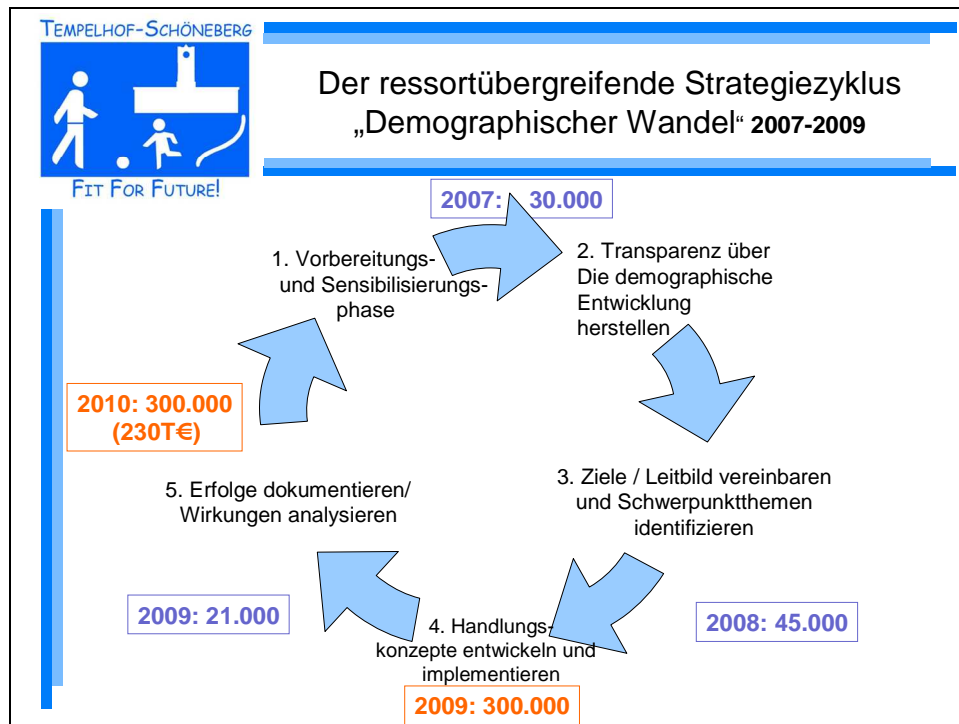 TEMPELHOF-SCHÖNEBERG
FIT FOR FUTURE!
Der ressortübergreifende Strategiezyklus
„Demographischer Wandel“ 2007-2009
2007: 30.000
1. Vorbereitungs-
und Sensibilisierungs-
phase
2. Transparenz über
Die demographische
Entwicklung
herstellen
3. Ziele / Leitbild vereinbaren
und Schwerpunktthemen
identifizieren
2008: 45.000
4. Handlungs-
konzepte entwickeln und
implementieren
2009: 300.000
2009: 21.000
5. Erfolge dokumentieren/
Wirkungen analysieren
2010: 300.000
(230T€)